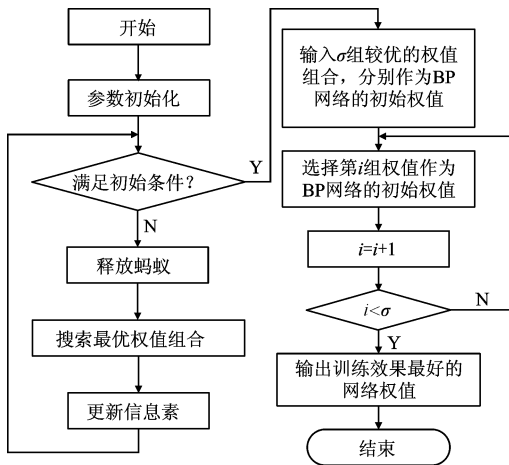 开始
参数初始化
满足初始条件?
Y
N
释放蚂蚁
搜索最优权值组合
更新信息素
输入σ组较优的权值
组合，分别作为BP
网络的初始权值
选择第i组权值作为
BP网络的初始权值
i=i+1
i<σ
N
Y
输出训练效果最好的
网络权值
结束